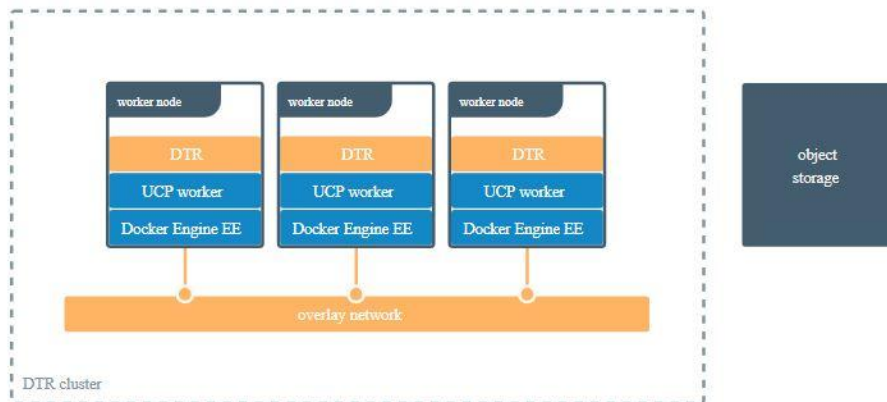 worker node
worker node
worker node
DTR
DTR
DTR
UCP worker
UCP worker
UCP worker
Docker Engine EE
Docker Engine EE
Docker Engine EE
object
storage
overlay network
DTR cluster